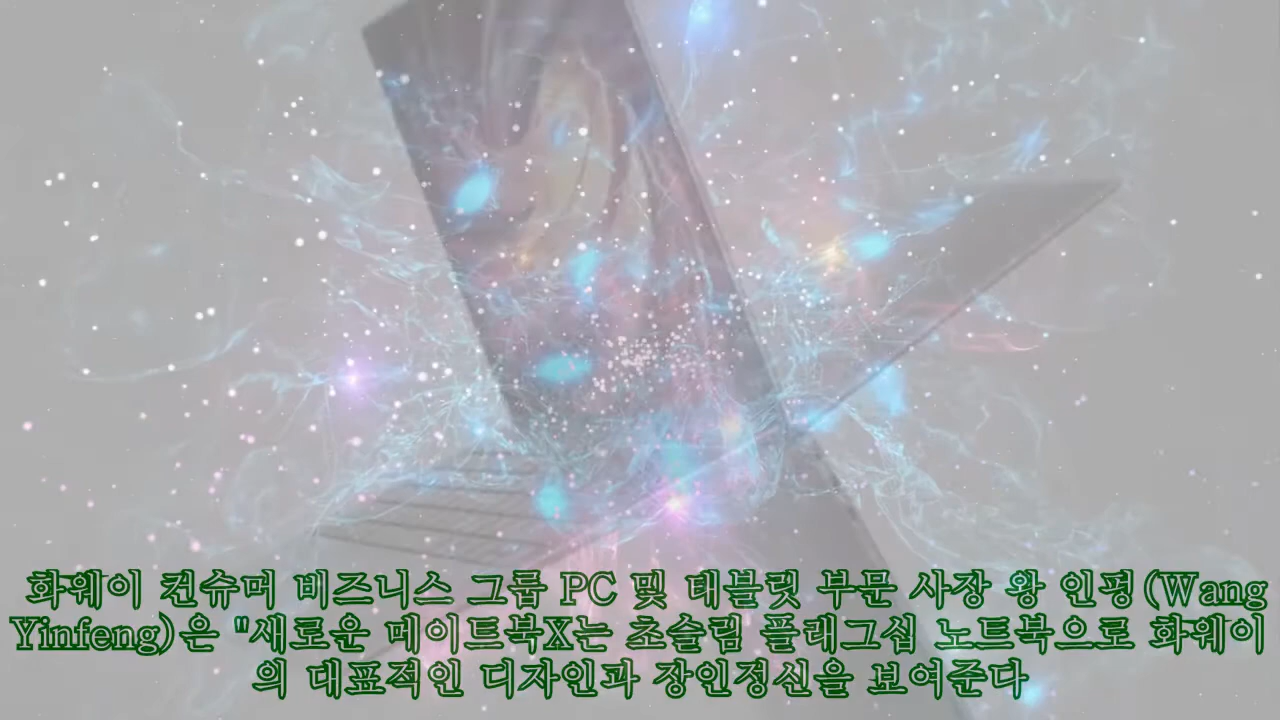 화웨이 컨슈머 비즈니스 그룹 PC 및 태블릿 부문 사장 왕 인펑(Wang
Yinfeng)은 "새로운 메이트북X는 초슬림 플래그십 노트북으로 화웨이
의 대표적인 디자인과 장인정신을 보여준다